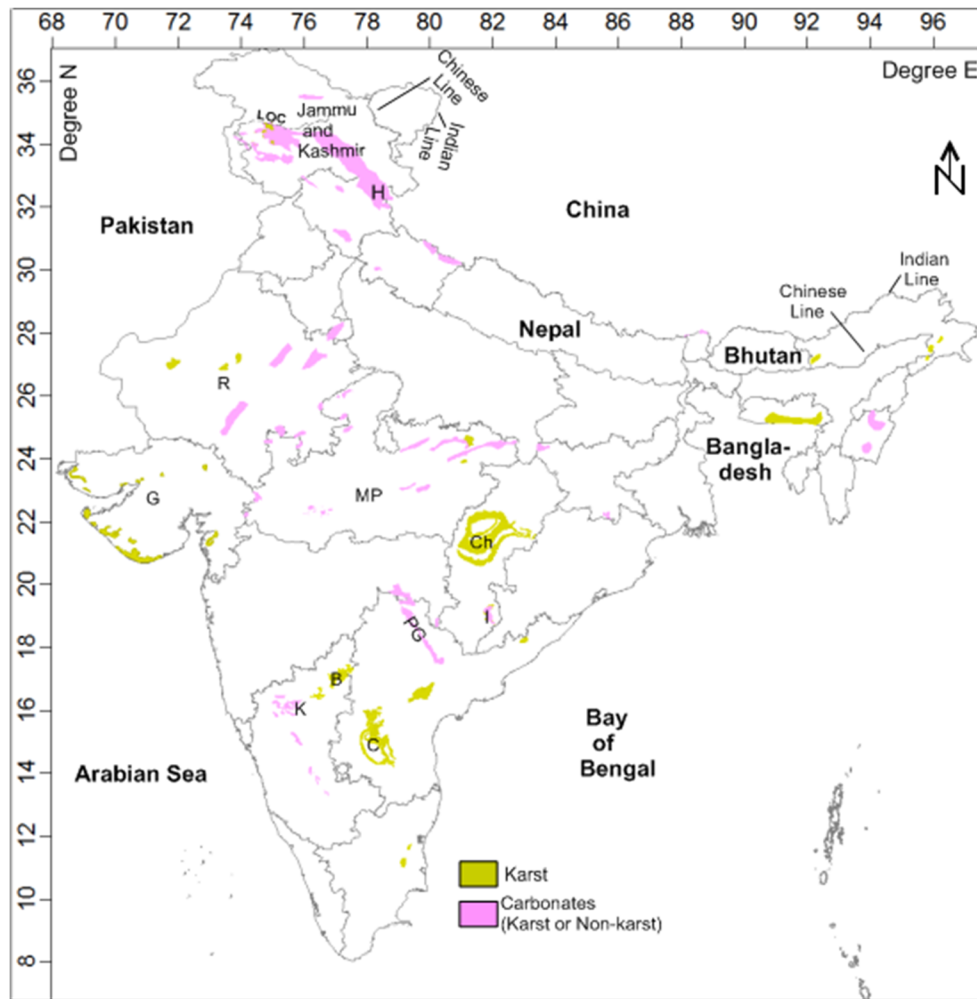 68 70 72 74 76 78 80 82 84 86 88 90 92 94 96
Degree N
Degree E
36
34
32
30
28
26
24
22
20
18
16
14
12
10
8
Chinese
Line
Indian
Line
LOC
Jammu
and
Kashmir
H
N
Pakistan
China
Indian
Line
Chinese
Line
Nepal
Bhutan
R
Bangla-
desh
G
MP
Ch
I
PG
B
K
C
Bay
of
Bengal
Arabian Sea
Karst
Carbonates
(Karst or Non-karst)